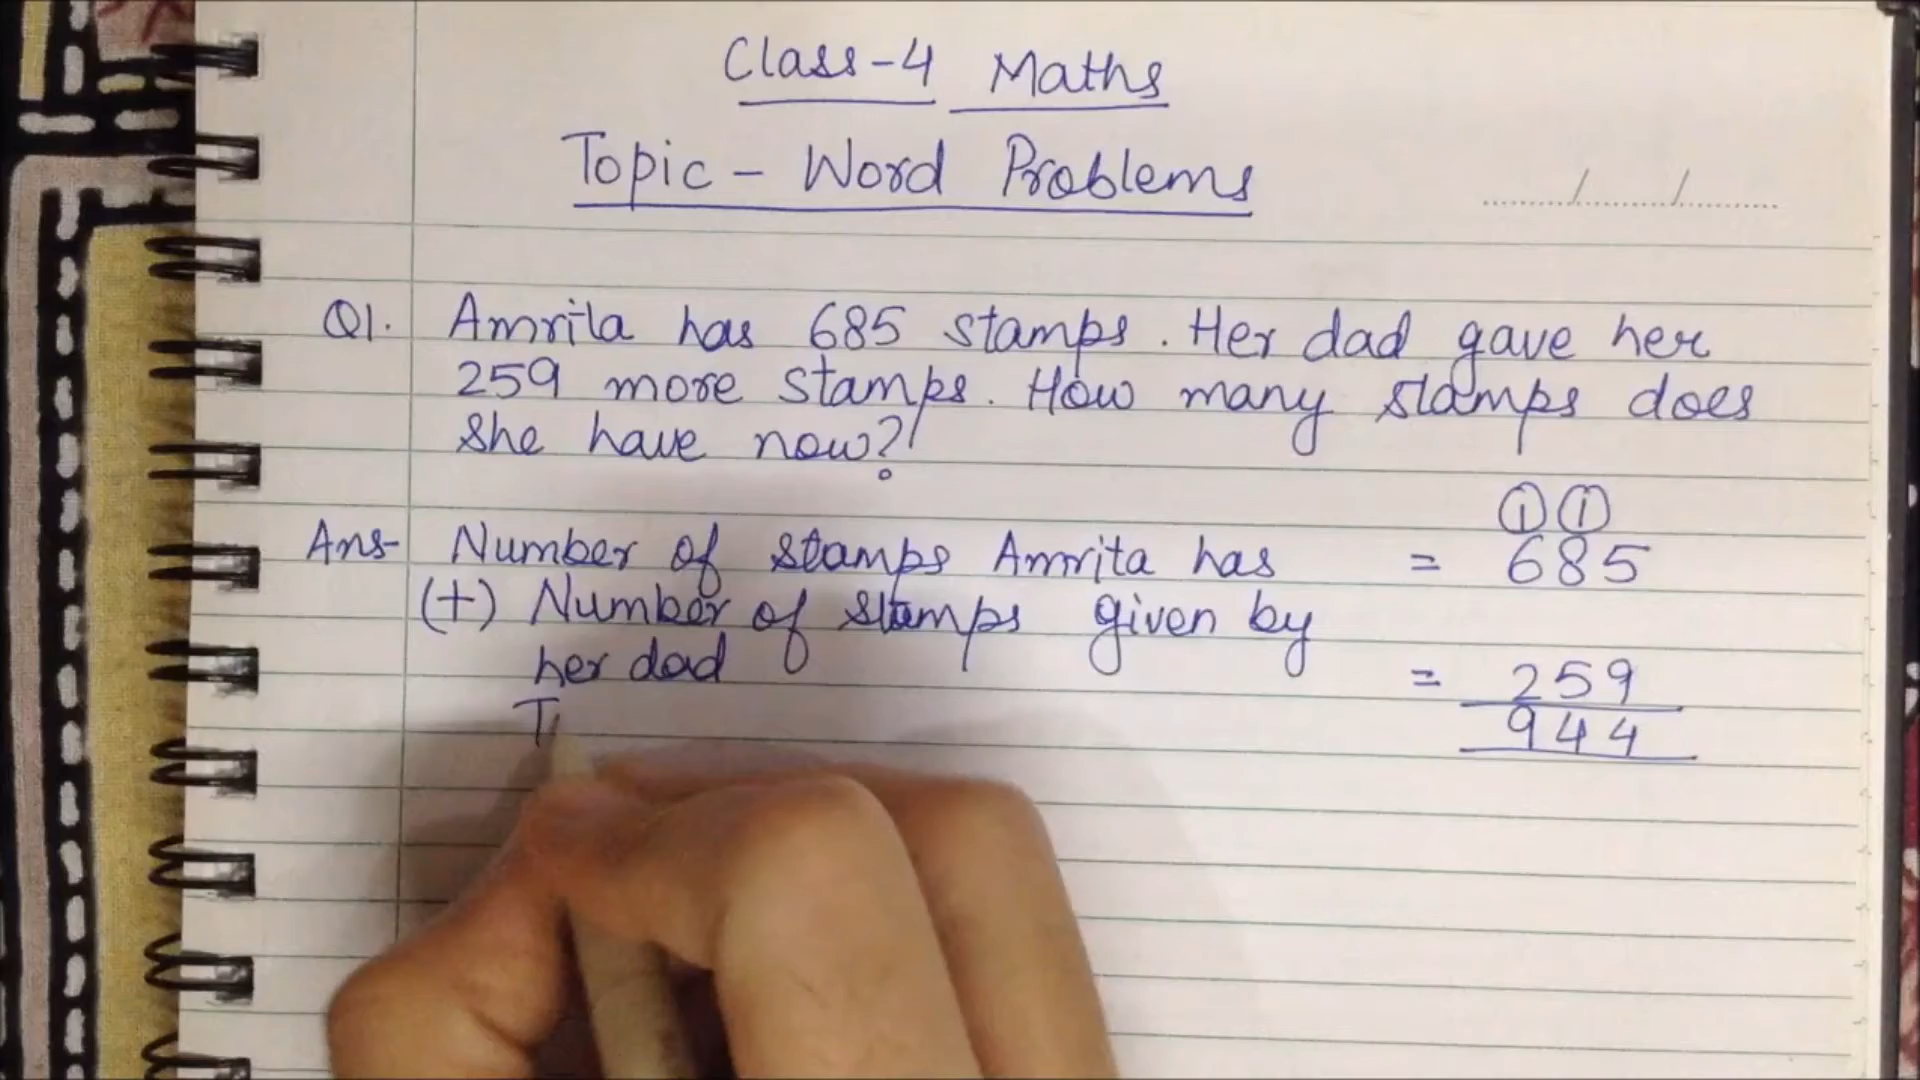 Class-4 Maths
Topic - Word Problems
Q1. Amrita has 685 stamps. Her dad gave her
259 more stamps. How many stamps does
she have now?
1 1
Ans- Number of stamps Amrita has = 685
(+) Number of stamps given by
her dad = 259
T
944